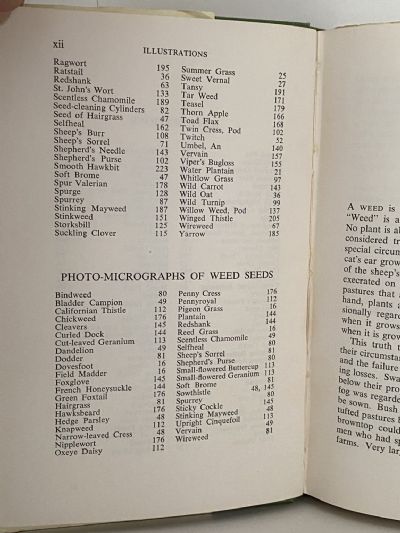 xii
ILLUSTRATIONS
Ragwort 195
Ratstail 36
Redshank 63
St. John's Wort 133
Scentless Chamomile 189
Seed-cleaning Cylinders 82
Seed of Hairgrass 47
Selfheal 162
Sheep's Burr 108
Sheep's Sorrel 71
Shepherd's Needle 143
Shepherd's Purse 102
Smooth Hawkbit 223
Soft Brome 47
Spur Valerian 178
Spurge 128
Spurrey 87
Stinking Mayweed 187
Stinkweed 151
Storksbill 125
Suckling Clover 115
Summer Grass 25
Sweet Vernal 27
Tansy 191
Tar Weed 171
Teasel 179
Thorn Apple 166
Toad Flax 168
Twin Cress, Pod 102
Twitch 52
Umbel, An 140
Vervain 157
Viper's Bugloss 155
Water Plantain 21
Whitlow Grass 97
Wild Carrot 143
Wild Oat 36
Wild Turnip 99
Willow Weed, Pod 137
Winged Thistle 205
Wireweed 67
Yarrow 185
PHOTO-MICROGRAPHS OF WEED SEEDS
Bindweed 80
Bladder Campion 49
Californian Thistle 112
Chickweed 176
Cleavers 145
Curled Dock 144
Cut-leaved Geranium 113
Dandelion 49
Dodder 81
Dovesfoot 113
Field Madder 16
Foxglove 145
French Honeysuckle 144
Green Foxtail 176
Hairgrass 81
Hawksbeard 176
Hedge Parsley 48
Knapweed 112
Narrow-leaved Cress 48
Nipplewort 176
Oxeye Daisy 112
Penny Cress 176
Pennyroyal 112
Pigeon Grass 16
Plantain 144
Redshank 144
Reed Grass 16
Scentless Chamomile 49
Selfheal 49
Sheep's Sorrel 80
Shepherd's Purse 81
Small-flowered Buttercup 113
Small-flowered Geranium 113
Soft Brome 81
Sowthistle 48, 145
Spurrey 80
Sticky Cockle 48
Stinking Mayweed 113
Upright Cinquefoil 49
Vervain 48
Wireweed 81
A WEED is
"Weed" is a
No plant is al
considered tr
special circum
cat's ear grow
of the sheep's
execrated on
pastures that a
hand, plants a
sionally regard
when it grows
when it is grow
This truth t
their circumstan
and the failure
ing losses. Swa
below their pro
fog was regarde
be sown. Bush
tufted pastures b
browntop could
men who had sp
farms. Very larg